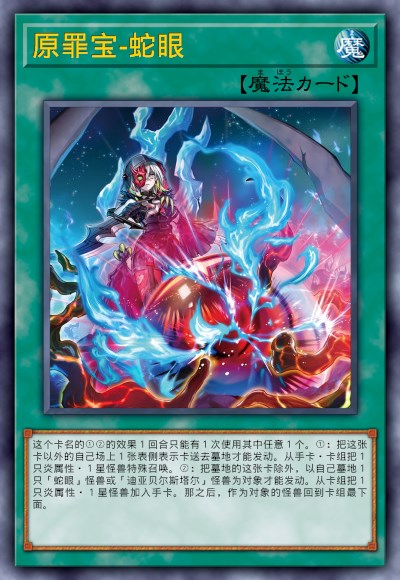 原罪宝-蛇眼
魔
【魔法カード】
まほう
这个卡名的①②的效果1回合只能有1次使用其中任意1个。①：把这张
卡以外的自己场上1张表侧表示卡送去墓地才能发动。从手卡·卡组把1
只炎属性·1星怪兽特殊召唤。②：把墓地的这张卡除外，以自己墓地1
只「蛇眼」怪兽或「迪亚贝尔斯塔尔」怪兽为对象才能发动。从卡组把1
只炎属性·1星怪兽加入手卡。那之后，作为对象的怪兽回到卡组最下
面。